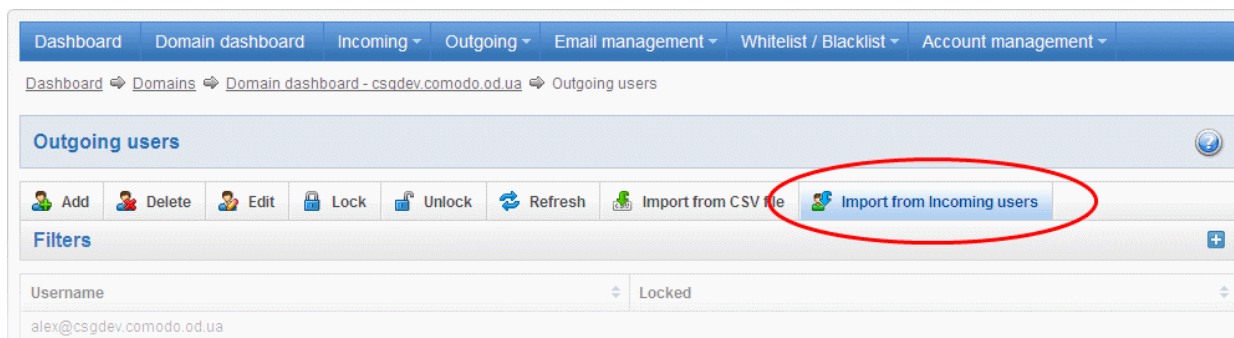 Dashboard Domain dashboard Incoming Outgoing Email management Whitelist / Blacklist Account management
Dashboard Domains Domain dashboard - csgdev.comodo.od.ua Outgoing users
Outgoing users
Add Delete Edit Lock Unlock Refresh Import from CSV file Import from Incoming users
Filters
Username Locked
alex@csgdev.comodo.od.ua